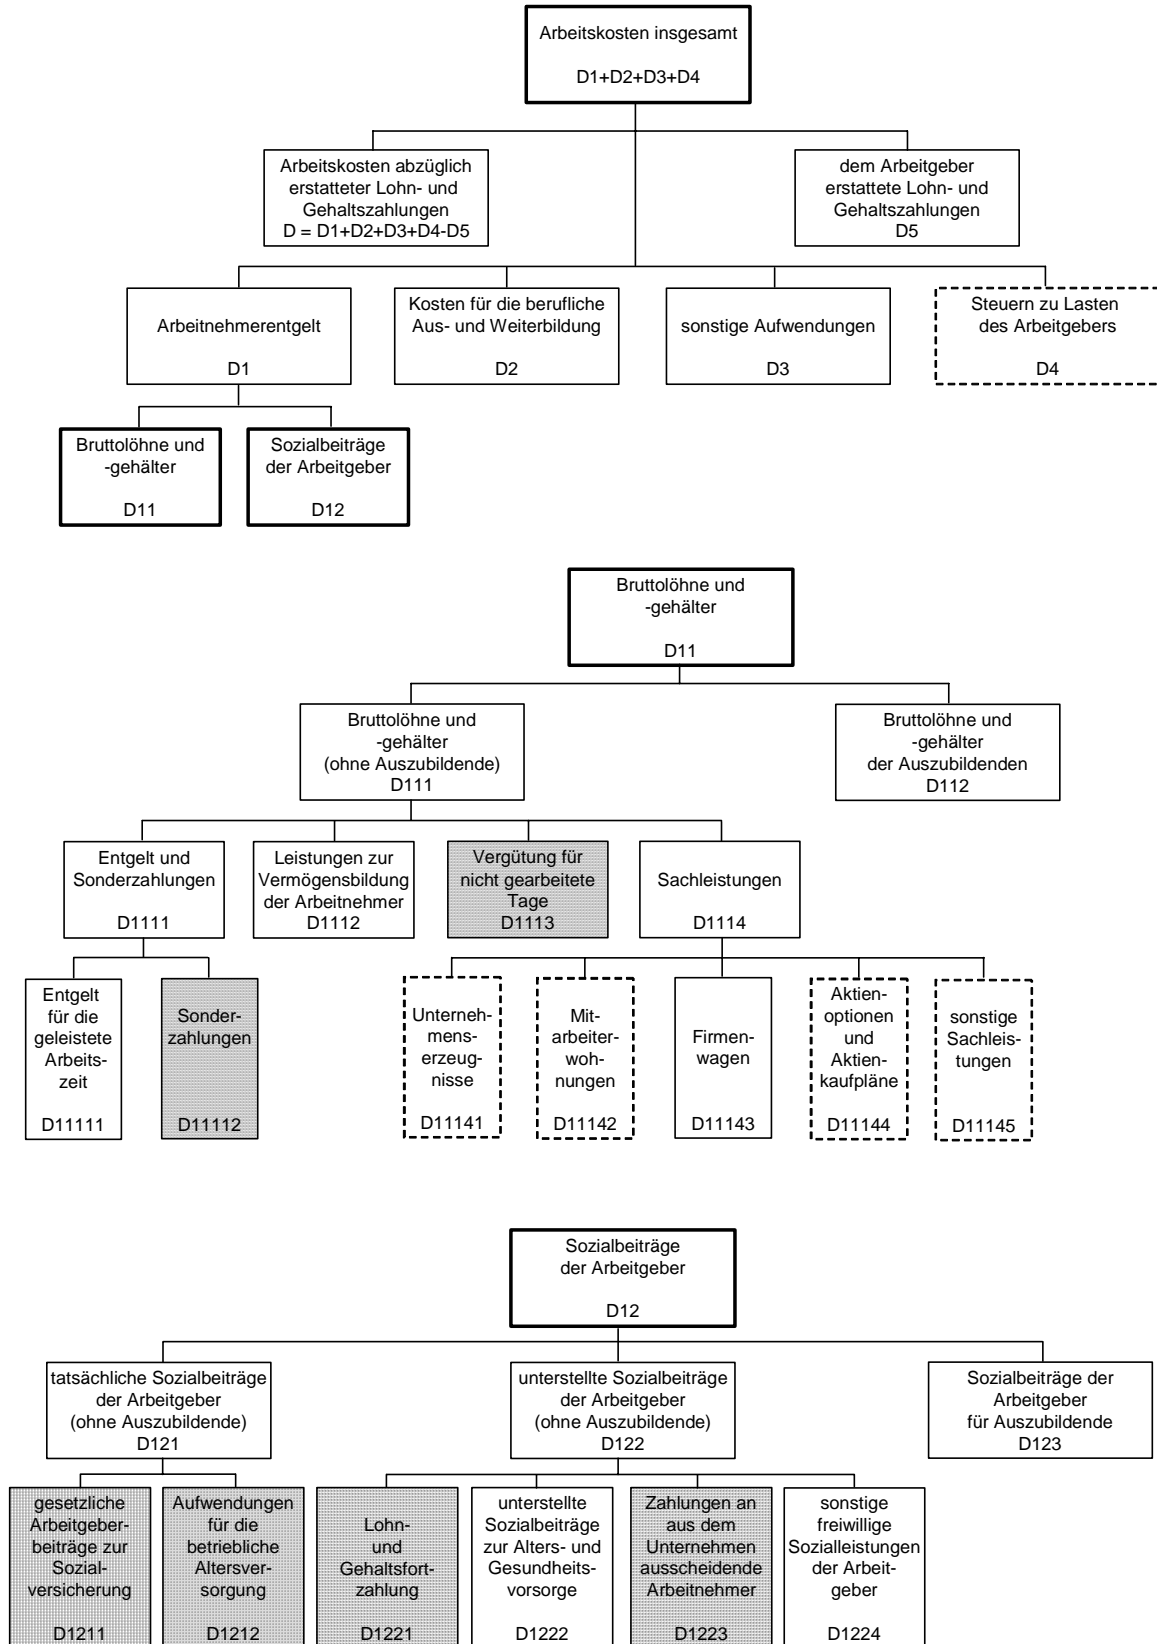 Arbeitskosten insgesamt
D1+D2+D3+D4
Arbeitskosten abzüglich
erstatteter Lohn- und
Gehaltszahlungen
D = D1+D2+D3+D4-D5
dem Arbeitgeber
erstattete Lohn- und
Gehaltszahlungen
D5
Arbeitnehmerentgelt
D1
Kosten für die berufliche
Aus- und Weiterbildung
D2
sonstige Aufwendungen
D3
Steuern zu Lasten
des Arbeitgebers
D4
Bruttolöhne und
-gehälter
D11
Sozialbeiträge
der Arbeitgeber
D12
Bruttolöhne und
-gehälter
D11
Bruttolöhne und
-gehälter
(ohne Auszubildende)
D111
Bruttolöhne und
-gehälter
der Auszubildenden
D112
Entgelt und
Sonderzahlungen
D1111
Leistungen zur
Vermögensbildung
der Arbeitnehmer
D1112
Vergütung für
nicht gearbeitete
Tage
D1113
Sachleistungen
D1114
Entgelt
für die
geleistete
Arbeits-
zeit
D11111
Sonder-
zahlungen
D11112
Unterneh-
mens-
erzeug-
nisse
D11141
Mit-
arbeiter-
woh-
nungen
D11142
Firmen-
wagen
D11143
Aktien-
optionen
und
Aktien-
kaufpläne
D11144
sonstige
Sachleis-
tungen
D11145
Sozialbeiträge
der Arbeitgeber
D12
tatsächliche Sozialbeiträge
der Arbeitgeber
(ohne Auszubildende)
D121
unterstellte Sozialbeiträge
der Arbeitgeber
(ohne Auszubildende)
D122
Sozialbeiträge der
Arbeitgeber
für Auszubildende
D123
gesetzliche
Arbeitgeber-
beiträge zur
Sozial-
versicherung
D1211
Aufwendungen
für die
betriebliche
Altersver-
sorgung
D1212
Lohn-
und
Gehaltsfort-
zahlung
D1221
unterstellte
Sozialbeiträge
zur Alters- und
Gesundheits-
vorsorge
D1222
Zahlungen an
aus dem
Unternehmen
ausscheidende
Arbeitnehmer
D1223
sonstige
freiwillige
Sozialleistungen
der Arbeit-
geber
D1224